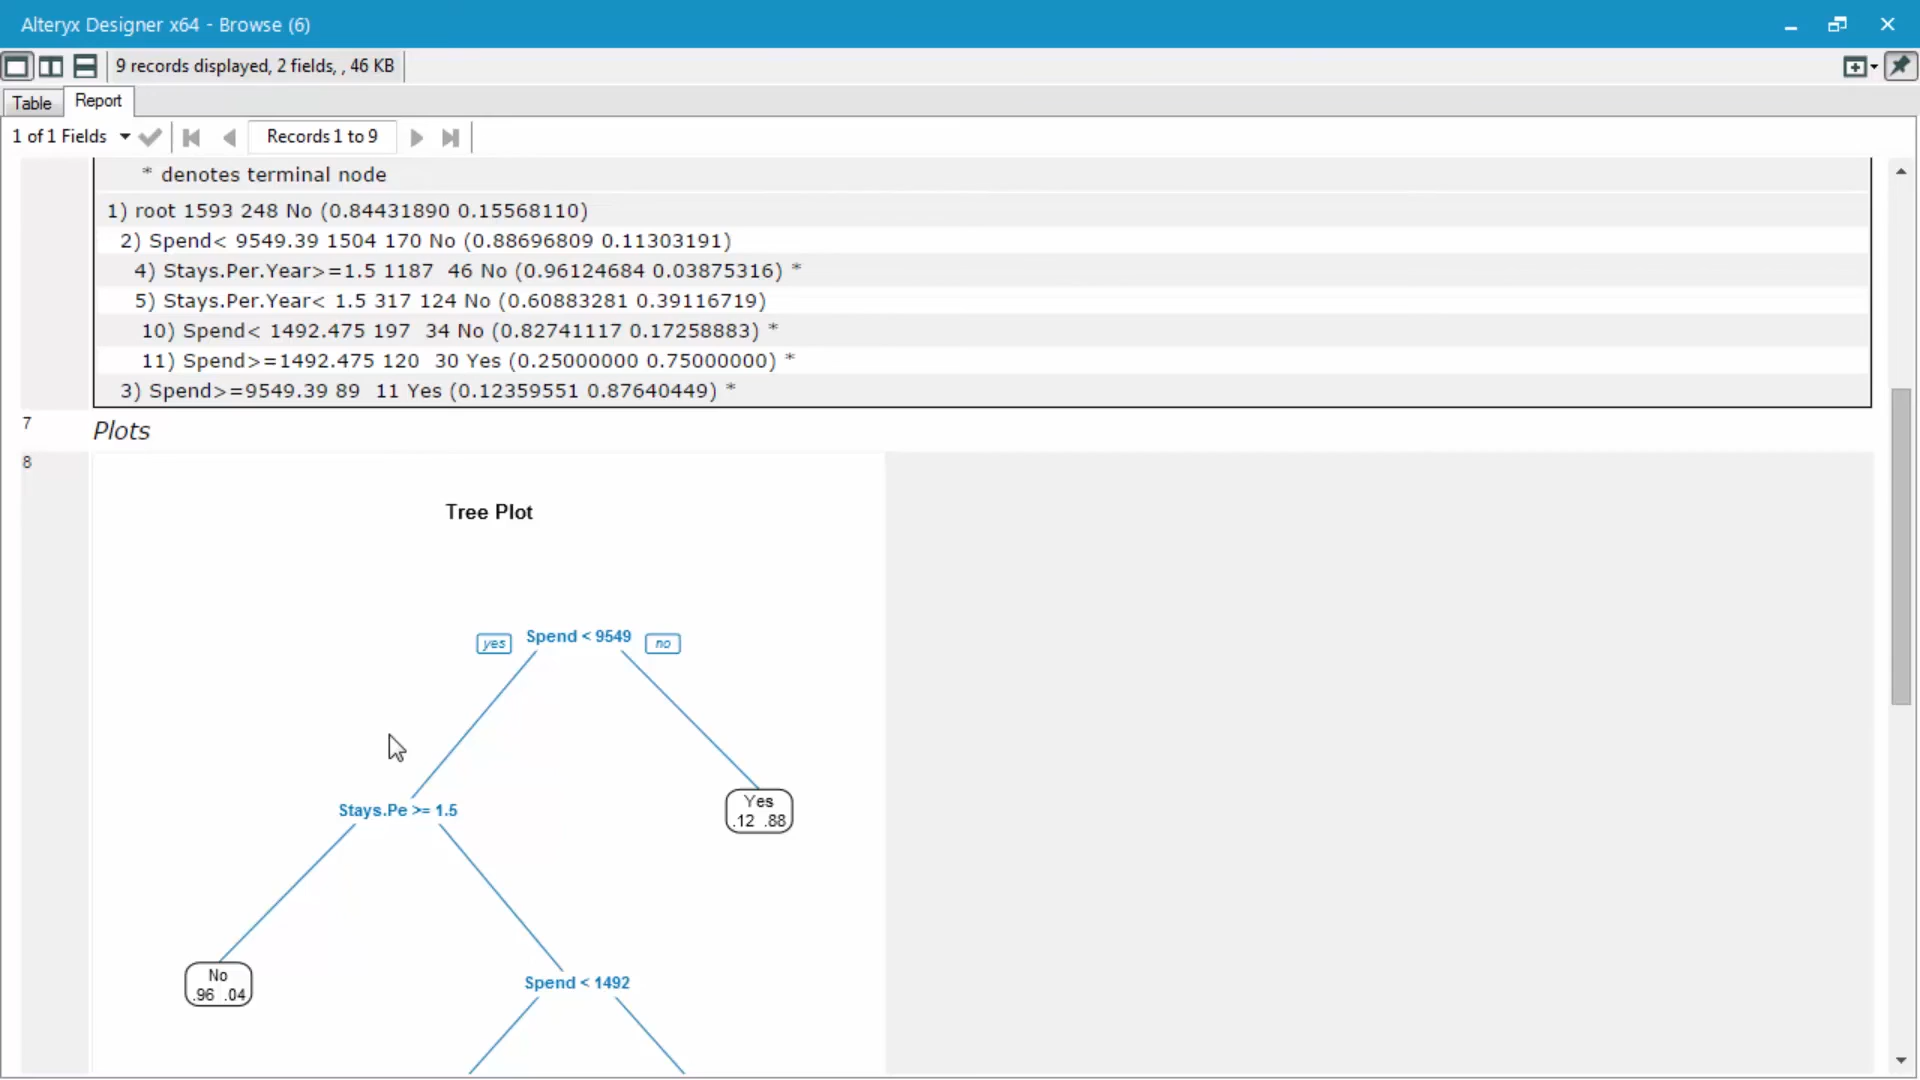 Alteryx Designer x64 - Browse (6)
9 records displayed, 2 fields, , 46 KB
Table
Report
1 of 1 Fields
Records 1 to 9
* denotes terminal node
1) root 1593 248 No (0.84431890 0.15568110)
2) Spend< 9549.39 1504 170 No (0.88696809 0.11303191)
4) Stays.Per.Year>=1.5 1187 46 No (0.96124684 0.03875316) *
5) Stays.Per.Year< 1.5 317 124 No (0.60883281 0.39116719)
10) Spend< 1492.475 197 34 No (0.82741117 0.17258883) *
11) Spend>=1492.475 120 30 Yes (0.25000000 0.75000000) *
3) Spend>=9549.39 89 11 Yes (0.12359551 0.87640449) *
7
Plots
8
Tree Plot
yes
Spend < 9549
no
Stays.Pe >= 1.5
Yes
.12 .88
No
.96 .04
Spend < 1492